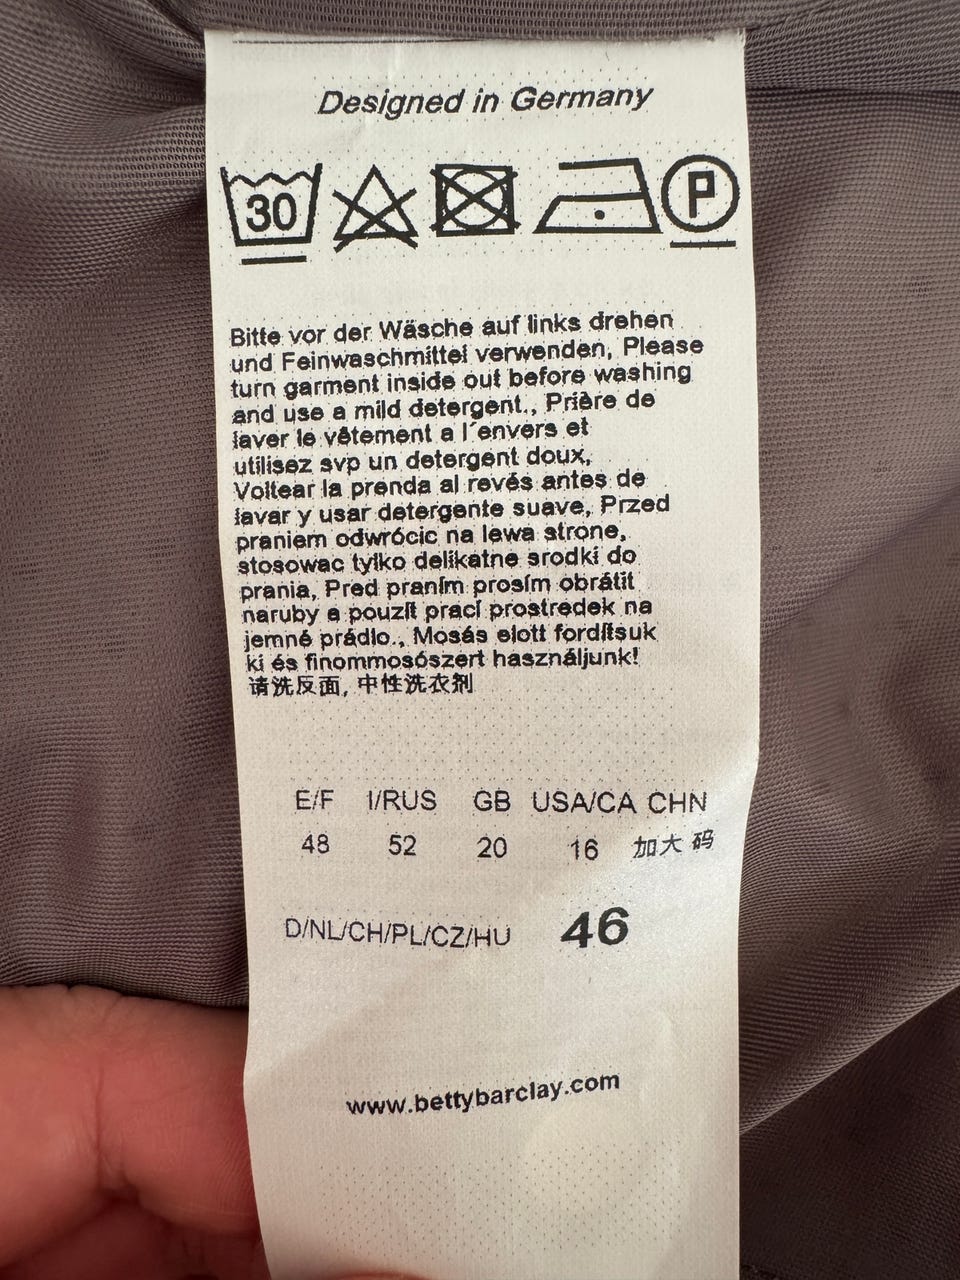 Designed in Germany
30 P
Bitte vor der Wäsche auf links drehen
und Feinwaschmittel verwenden, Please
turn garment inside out before washing
and use a mild detergent., Prière de
laver le vêtement a l´envers et
utilisez svp un detergent doux,
Voltear la prenda al revés antes de
lavar y usar detergente suave, Przed
praniem odwrócic na lewa strone,
stosowac tylko delikatne srodki do
prania, Pred praním prosím obrátit
naruby a pouzít prací prostredek na
jemné prádlo., Mosás elott fordítsuk
ki és finommosószert használjunk!
请洗反面, 中性洗衣剂
E/F I/RUS GB USA/CA CHN
48 52 20 16 加大码
D/NL/CH/PL/CZ/HU 46
www.bettybarclay.com